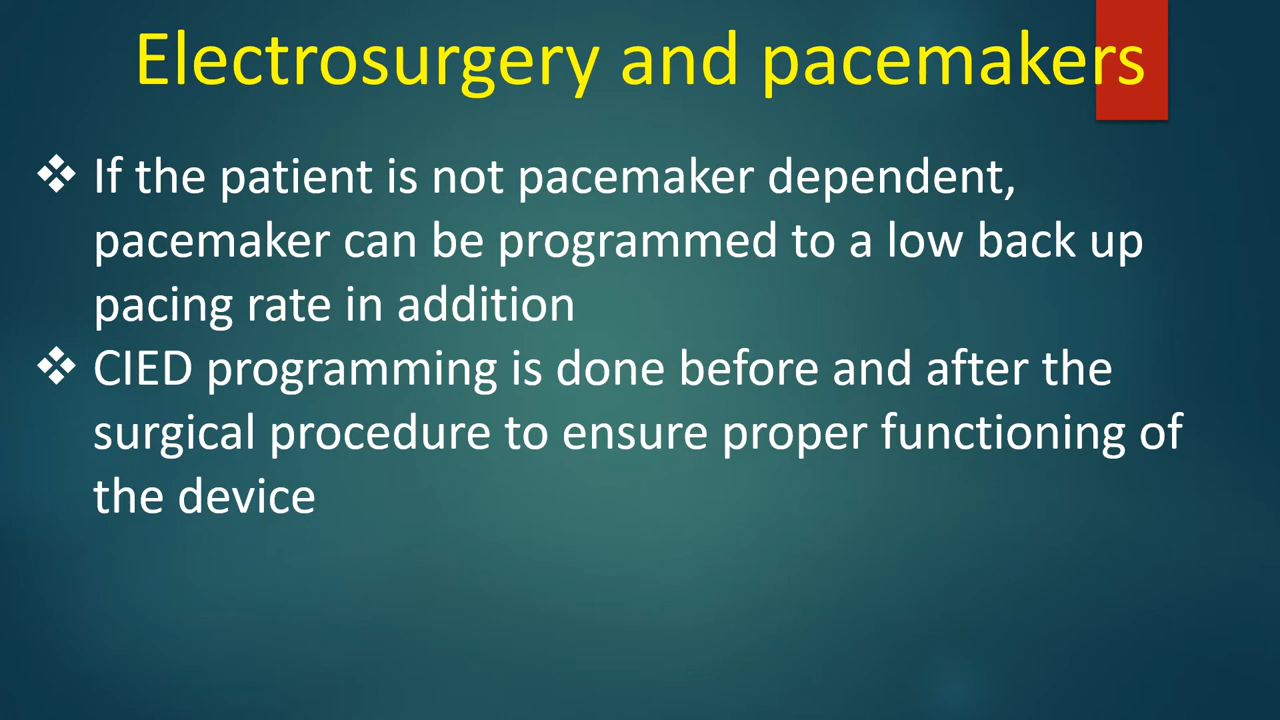 Electrosurgery and pacemakers
❖ If the patient is not pacemaker dependent,
pacemaker can be programmed to a low back up
pacing rate in addition
❖ CIED programming is done before and after the
surgical procedure to ensure proper functioning of
the device